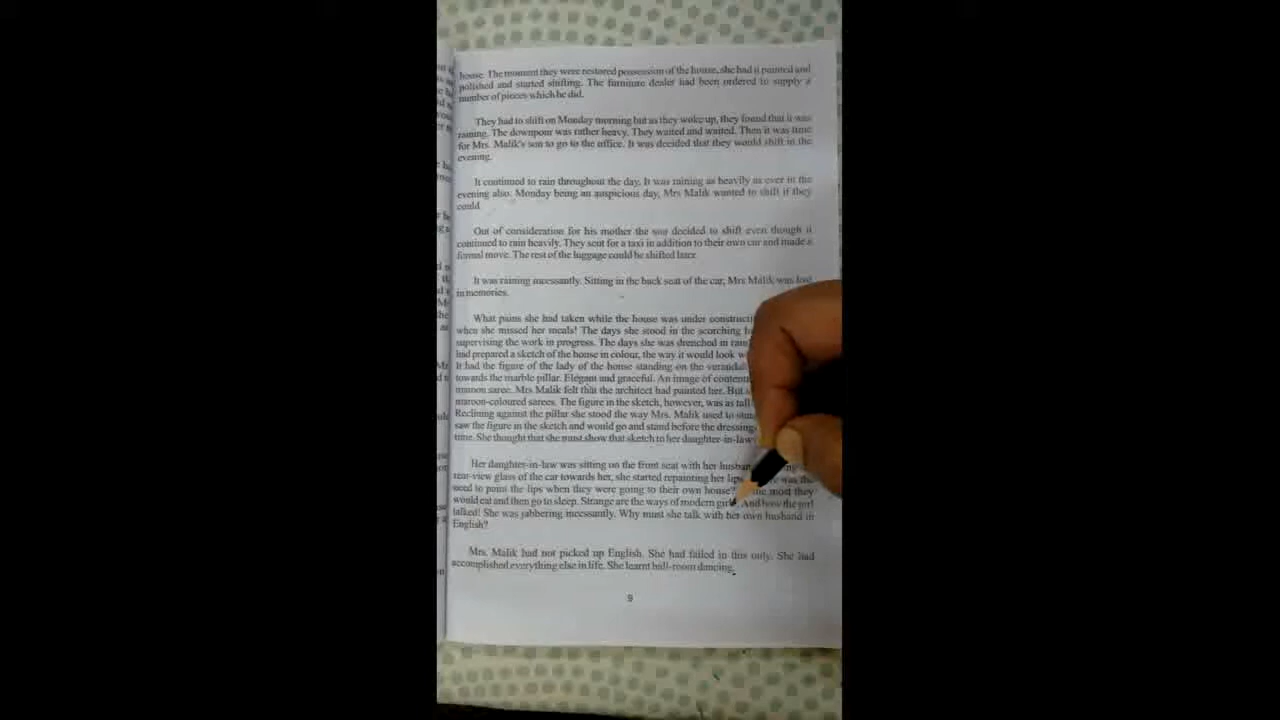 house. The moment they were restored possession of the house, she had it painted and
polished and started shifting. The furniture dealer had been ordered to supply a
number of pieces which he did.
They had to shift on Monday morning but as they woke up, they found that it was
raining. The downpour was rather heavy. They waited and waited. Then it was time
for Mrs. Malik's son to go to the office. It was decided that they would shift in the
evening.
It continued to rain throughout the day. It was raining as heavily as ever in the
evening also. Monday being an auspicious day, Mrs Malik wanted to shift if they
could.
Out of consideration for his mother the son decided to shift even though it
continued to rain heavily. They sent for a taxi in addition to their own car and made a
formal move. The rest of the luggage could be shifted later.
It was raining incessantly. Sitting in the back seat of the car, Mrs Malik was lost
in memories.
What pains she had taken while the house was under
when she missed her meals! The days she stood in the scorching
supervising the work in progress. The days she was drenched in
had prepared a sketch of the house in colour, the way it would look
It had the figure of the lady of the house standing on the
towards the marble pillar. Elegant and graceful. An image of
maroon saree. Mrs Malik felt that the architect had painted her. But
maroon-coloured sarees. The figure in the sketch, however, was as
Reclining against the pillar she stood the way Mrs. Malik used to
saw the figure in the sketch and would go and stand before the
time. She thought that she must show that sketch to her daughter-in-law
Her daughter-in-law was sitting on the front seat with her
rear-view glass of the car towards her, she started repainting her was the
need to paint the lips when they were going to their own house? most they
would eat and then go to sleep. Strange are the ways of modern And how the girl
talked! She was jabbering incessantly. Why must she talk with her own husband in
English?
Mrs. Malik had not picked up English. She had failed in this only. She had
accomplished everything else in life. She learnt ball-room dancing,
9